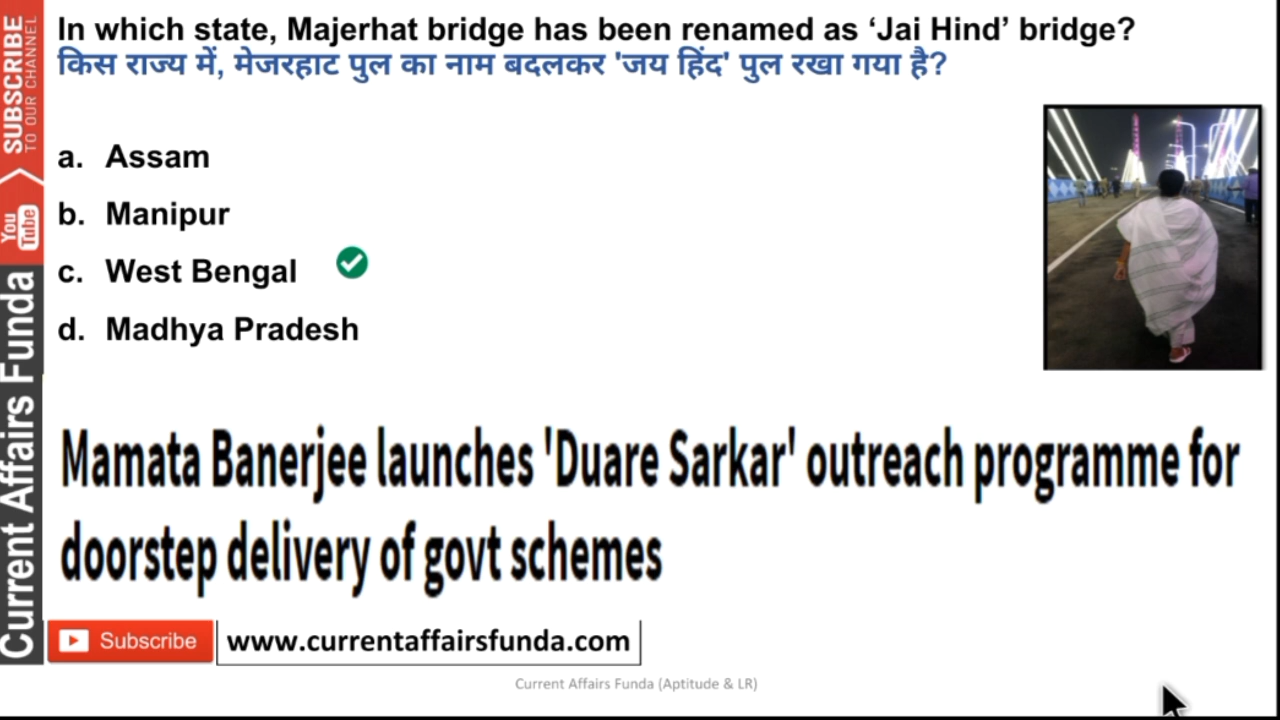 In which state, Majerhat bridge has been renamed as ‘Jai Hind’ bridge?
किस राज्य में, मेजरहाट पुल का नाम बदलकर 'जय हिंद' पुल रखा गया है?
a. Assam
b. Manipur
c. West Bengal
d. Madhya Pradesh
Mamata Banerjee launches 'Duare Sarkar' outreach programme for
doorstep delivery of govt schemes
Subscribe
www.currentaffairsfunda.com
Current Affairs Funda (Aptitude & LR)
SUBSCRIBE
TO OUR CHANNEL
You
Tube
Current Affairs Funda